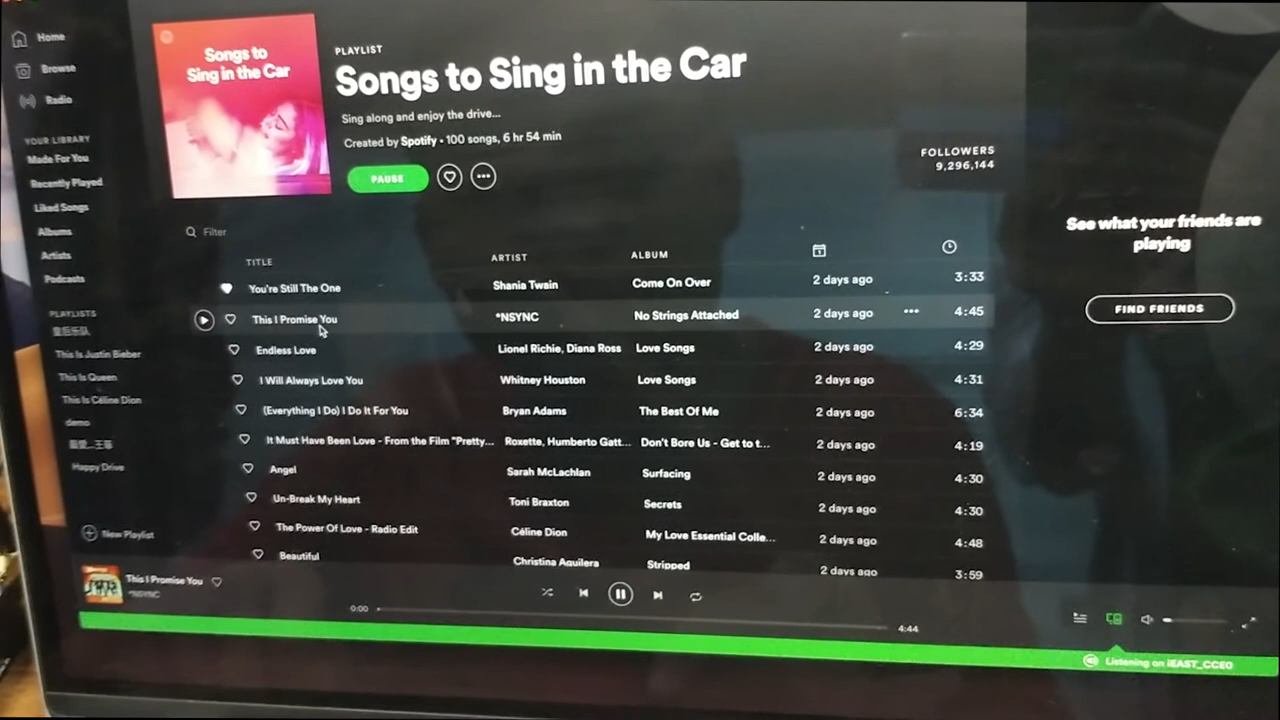 Home
Browse
Radio
YOUR LIBRARY
Made For You
Recently Played
Liked Songs
Albums
Artists
Podcasts
PLAYLISTS
皇后乐队
This Is Justin Bieber
This Is Queen
This Is Céline Dion
demo
最爱...王菲
Happy Drive
New Playlist
Songs to
Sing in the Car
PLAYLIST
Songs to Sing in the Car
Sing along and enjoy the drive...
Created by Spotify • 100 songs, 6 hr 54 min
PAUSE
FOLLOWERS
9,296,144
Filter
TITLE ARTIST ALBUM
You're Still The One Shania Twain Come On Over 2 days ago 3:33
This I Promise You *NSYNC No Strings Attached 2 days ago 4:45
Endless Love Lionel Richie, Diana Ross Love Songs 2 days ago 4:29
I Will Always Love You Whitney Houston Love Songs 2 days ago 4:31
(Everything I Do) I Do It For You Bryan Adams The Best Of Me 2 days ago 6:34
It Must Have Been Love - From the Film "Pretty... Roxette, Humberto Gatt... Don't Bore Us - Get to t... 2 days ago 4:19
Angel Sarah McLachlan Surfacing 2 days ago 4:30
Un-Break My Heart Toni Braxton Secrets 2 days ago 4:30
The Power Of Love - Radio Edit Céline Dion My Love Essential Colle... 2 days ago 4:48
Beautiful Christina Aguilera Stripped 2 days ago 3:59
See what your friends are
playing
FIND FRIENDS
This I Promise You
*NSYNC
0:00
4:44
Listening on iEAST_CCE0